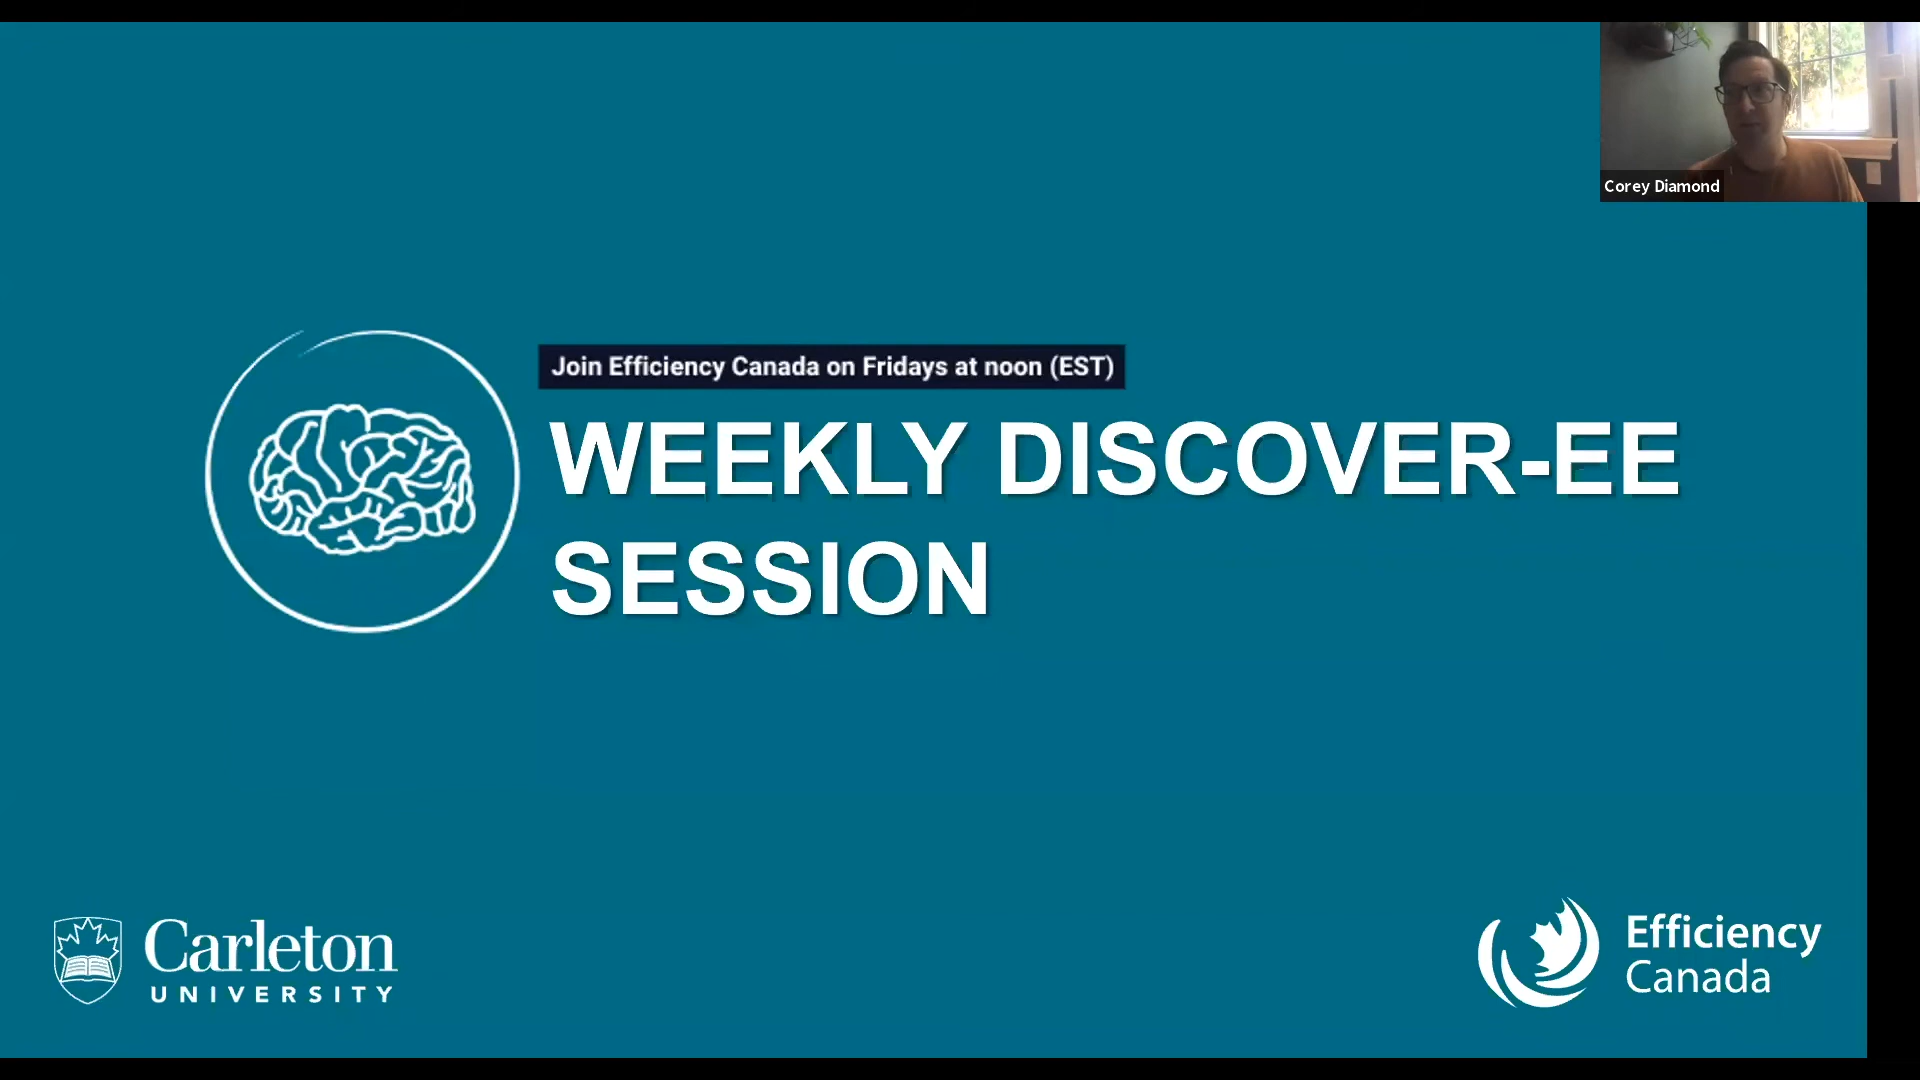 Corey Diamond
Join Efficiency Canada on Fridays at noon (EST)
WEEKLY DISCOVER-EE
SESSION
Carleton
UNIVERSITY
Efficiency
Canada